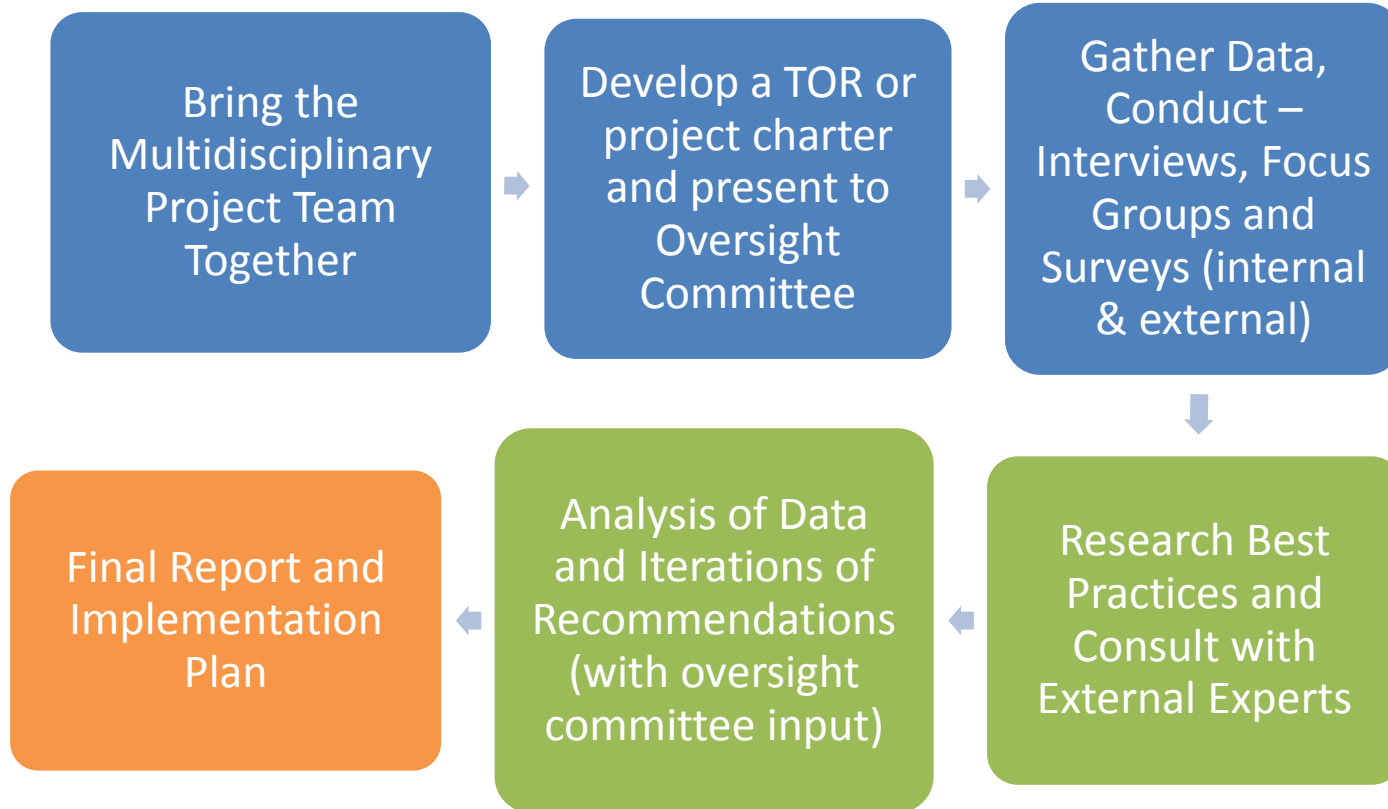 Bring the
Multidisciplinary
Project Team
Together
Develop a TOR or
project charter
and present to
Oversight
Committee
Gather Data,
Conduct –
Interviews, Focus
Groups and
Surveys (internal
& external)
Research Best
Practices and
Consult with
External Experts
Analysis of Data
and Iterations of
Recommendations
(with oversight
committee input)
Final Report and
Implementation
Plan